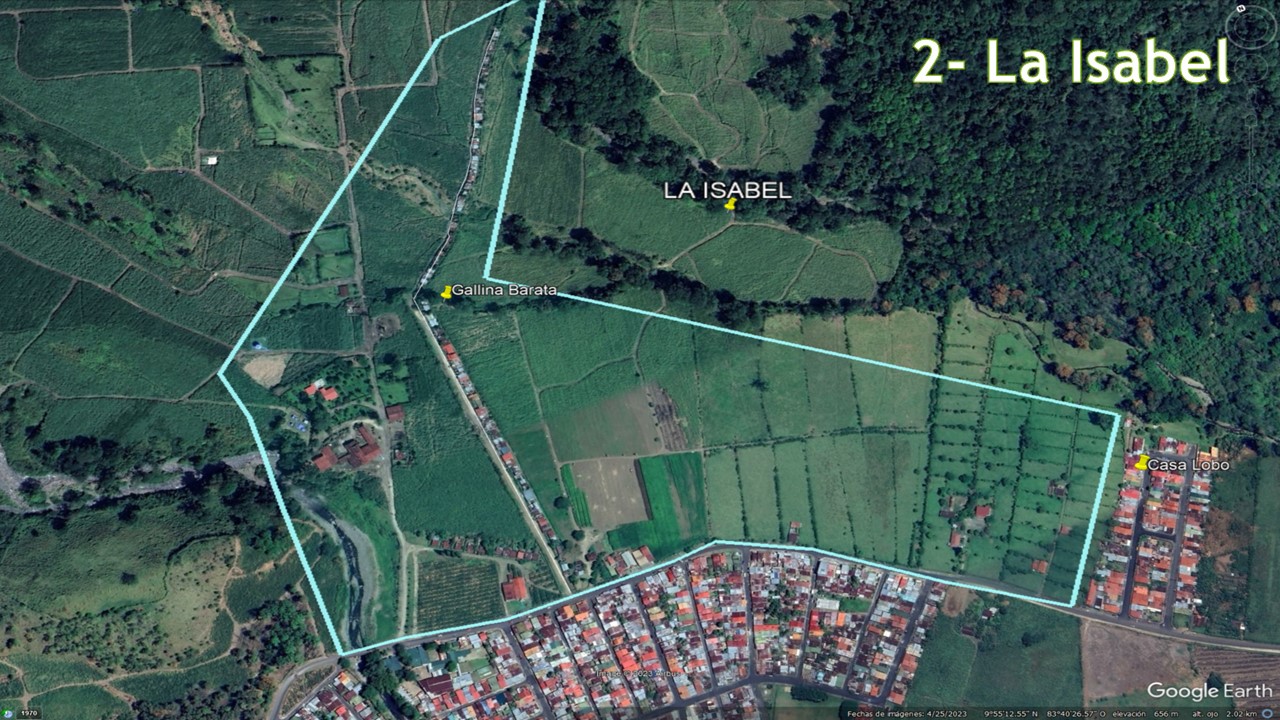 2- La Isabel
LA ISABEL
Gallina Barata
Casa Lobo
Google Earth
1970
Fechas de imágenes: 4/25/2023 9°55'12.55" N 83°40'26.57" O elevación 656 m alt. ojo 2.02 km